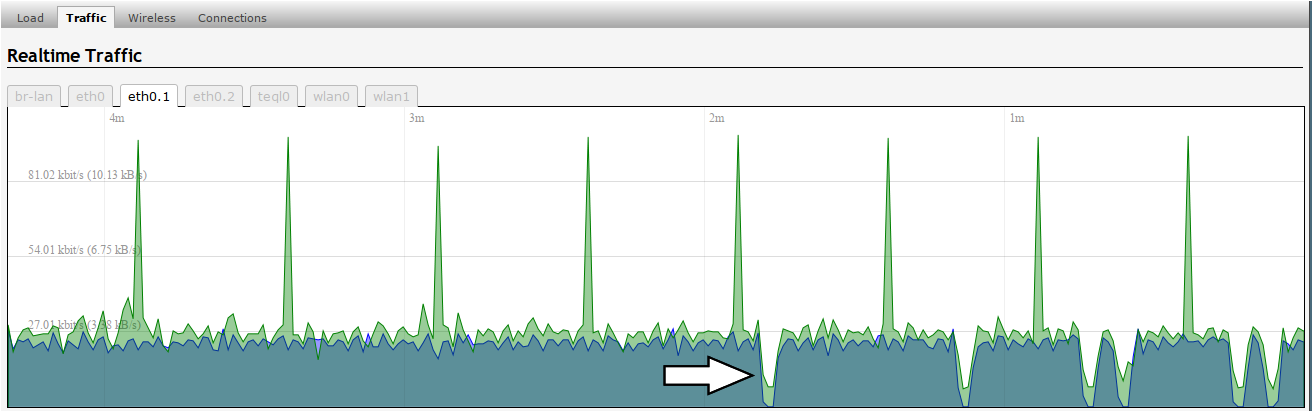 Load Traffic Wireless Connections
Realtime Traffic
br-lan eth0 eth0.1 eth0.2 teql0 wlan0 wlan1
4m 3m 2m 1m
81.02 kbit/s (10.13 kB/s)
54.01 kbit/s (6.75 kB/s)
27.01 kbit/s (3.38 kB/s)